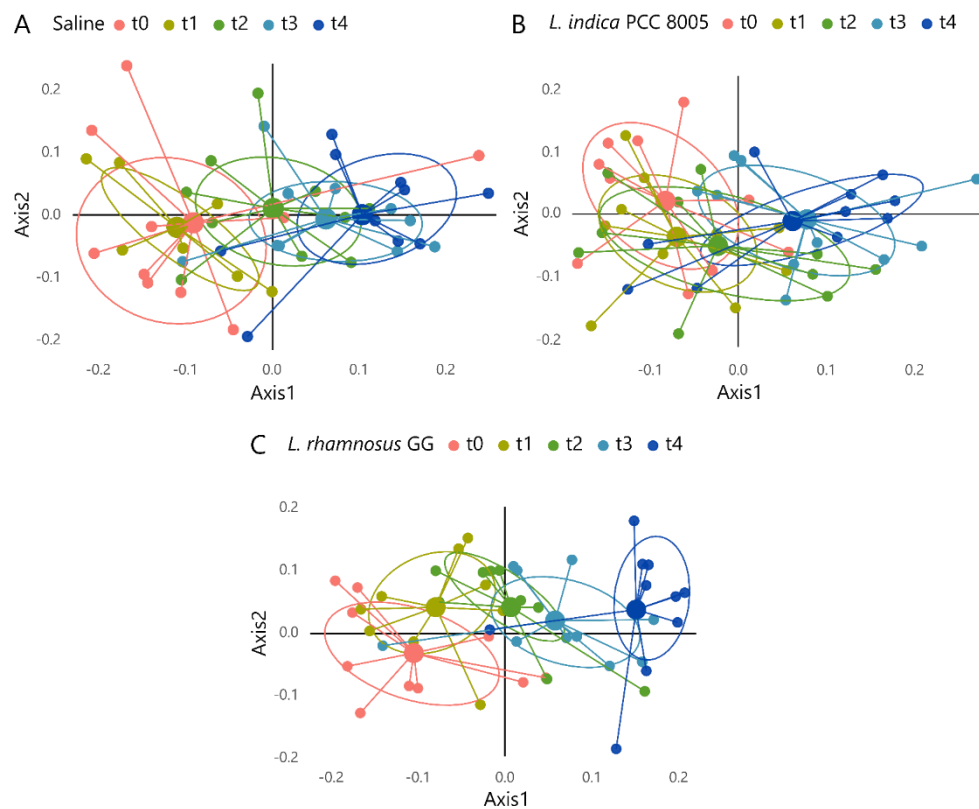 A Saline t0 t1 t2 t3 t4
0.2
0.1
0.0
-0.1
-0.2
Axis2
-0.2 -0.1 0.0 0.1 0.2
Axis1
B L. indica PCC 8005 t0 t1 t2 t3 t4
0.2
0.1
0.0
-0.1
-0.2
Axis2
-0.1 0.0 0.1 0.2
Axis1
C L. rhamnosus GG t0 t1 t2 t3 t4
0.2
0.1
0.0
-0.1
-0.2
Axis2
-0.2 -0.1 0.0 0.1 0.2
Axis1